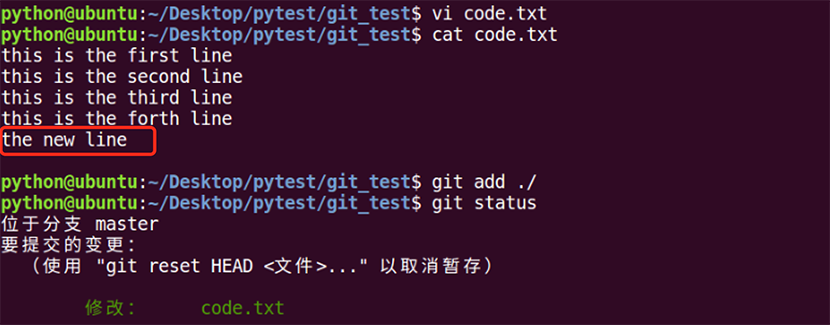 python@ubuntu:~/Desktop/pytest/git_test$ vi code.txt
python@ubuntu:~/Desktop/pytest/git_test$ cat code.txt
this is the first line
this is the second line
this is the third line
this is the forth line
the new line
python@ubuntu:~/Desktop/pytest/git_test$ git add ./
python@ubuntu:~/Desktop/pytest/git_test$ git status
位于分支 master
要提交的变更：
（使用 "git reset HEAD <文件>..." 以取消暂存）
修改： code.txt